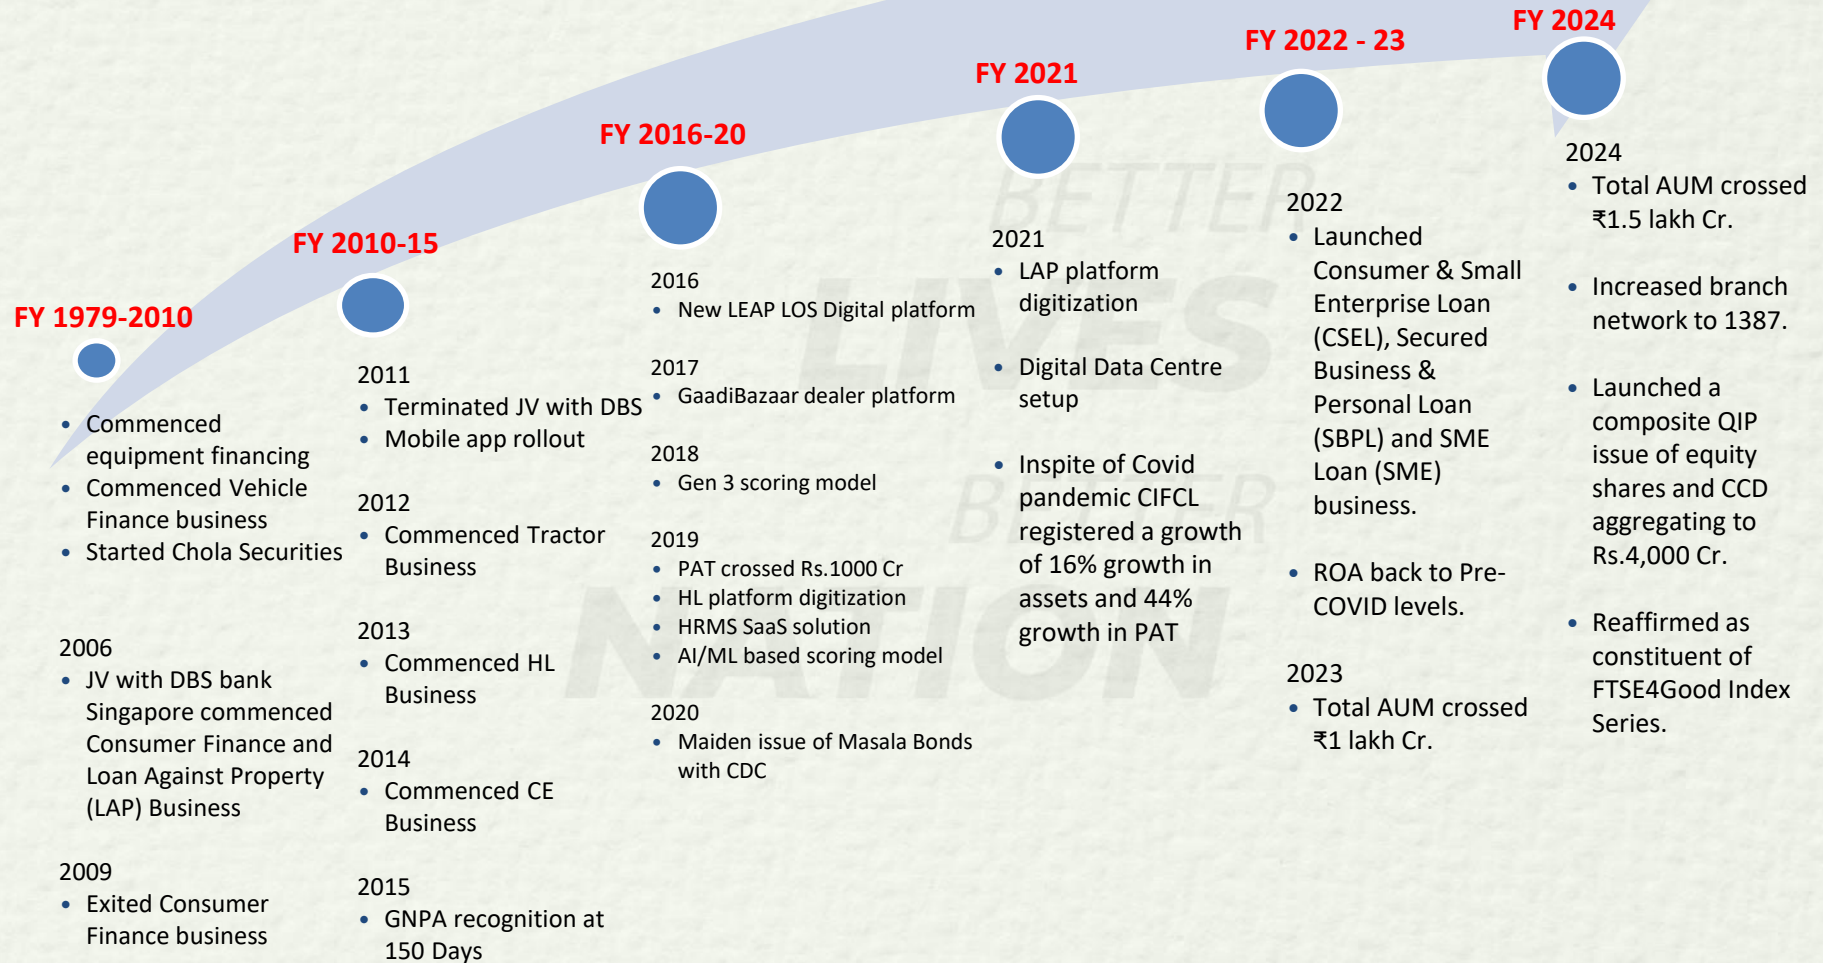 FY 1979-2010
• Commenced
equipment financing
• Commenced Vehicle
Finance business
• Started Chola Securities
2006
• JV with DBS bank
Singapore commenced
Consumer Finance and
Loan Against Property
(LAP) Business
2009
• Exited Consumer
Finance business
FY 2010-15
2011
• Terminated JV with DBS
• Mobile app rollout
2012
• Commenced Tractor
Business
2013
• Commenced HL
Business
2014
• Commenced CE
Business
2015
• GNPA recognition at
150 Days
FY 2016-20
2016
• New LEAP LOS Digital platform
2017
• GaadiBazaar dealer platform
2018
• Gen 3 scoring model
2019
• PAT crossed Rs.1000 Cr
• HL platform digitization
• HRMS SaaS solution
• AI/ML based scoring model
2020
• Maiden issue of Masala Bonds
with CDC
FY 2021
2021
• LAP platform
digitization
• Digital Data Centre
setup
• Inspite of Covid
pandemic CIFCL
registered a growth
of 16% growth in
assets and 44%
growth in PAT
FY 2022 - 23
2022
• Launched
Consumer & Small
Enterprise Loan
(CSEL), Secured
Business &
Personal Loan
(SBPL) and SME
Loan (SME)
business.
• ROA back to Pre-
COVID levels.
2023
• Total AUM crossed
₹1 lakh Cr.
FY 2024
2024
• Total AUM crossed
₹1.5 lakh Cr.
• Increased branch
network to 1387.
• Launched a
composite QIP
issue of equity
shares and CCD
aggregating to
Rs.4,000 Cr.
• Reaffirmed as
constituent of
FTSE4Good Index
Series.
BETTER
LIVES
BETTER
NATION